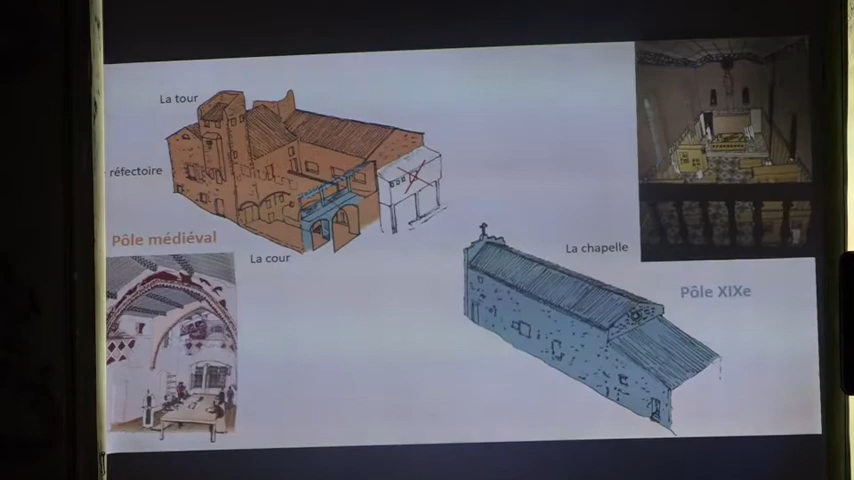 La tour
réfectoire
Pôle médiéval
La cour
La chapelle
Pôle XIXe